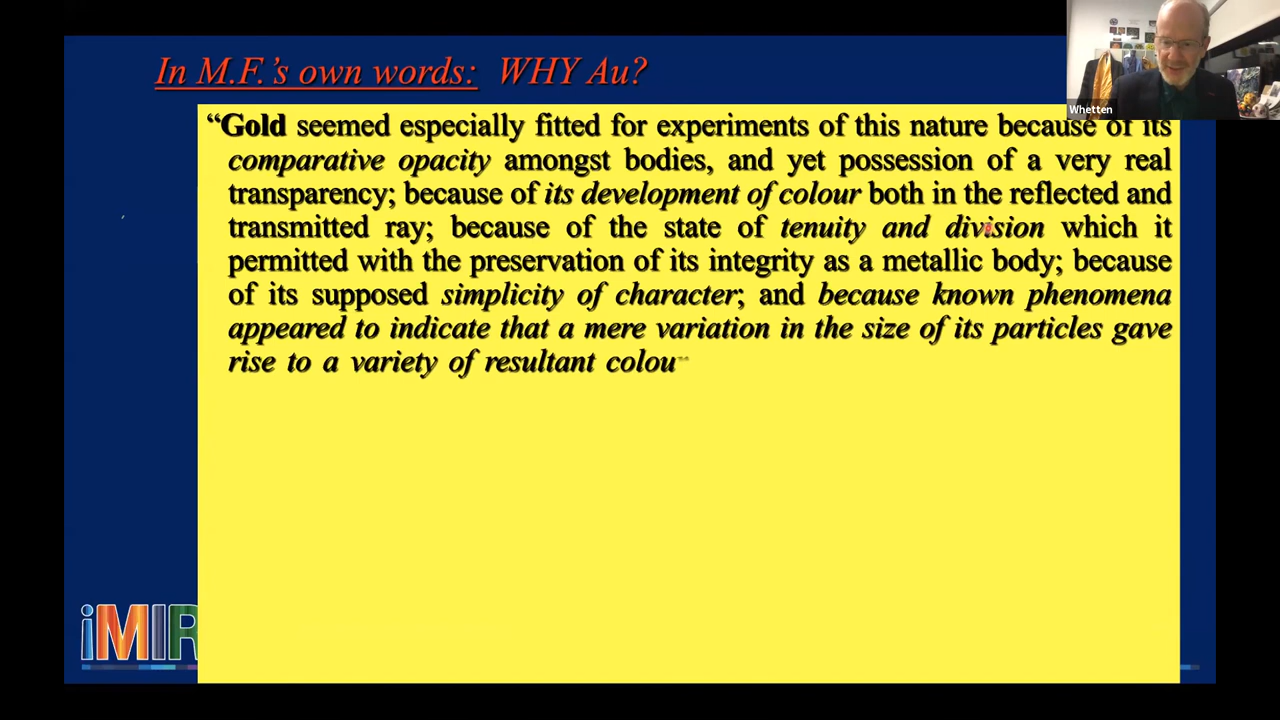 In M.F.'s own words: WHY Au?
Whetten
“Gold seemed especially fitted for experiments of this nature because of its
comparative opacity amongst bodies, and yet possession of a very real
transparency; because of its development of colour both in the reflected and
transmitted ray; because of the state of tenuity and division which it
permitted with the preservation of its integrity as a metallic body; because
of its supposed simplicity of character; and because known phenomena
appeared to indicate that a mere variation in the size of its particles gave
rise to a variety of resultant colou
iMIR